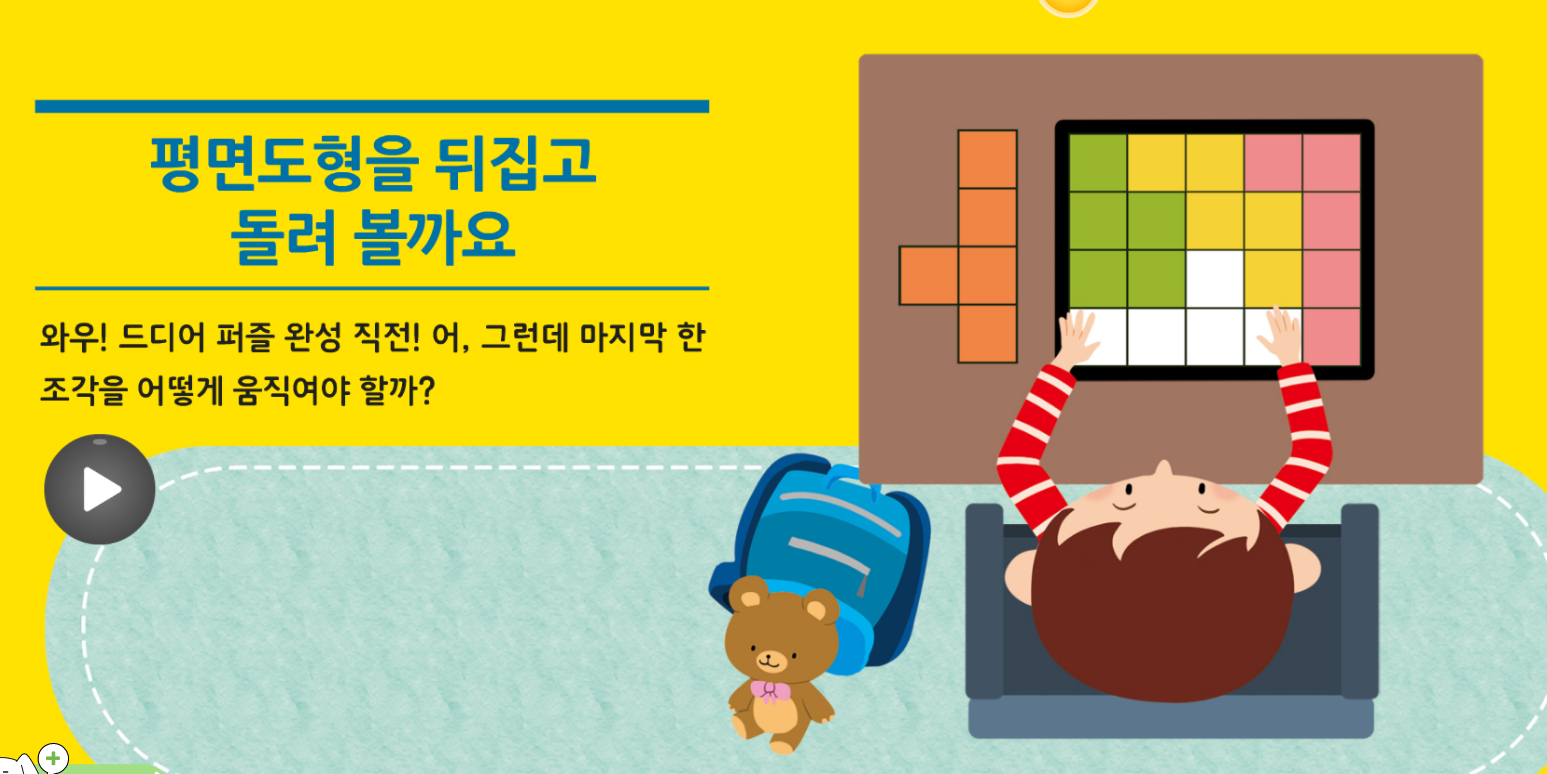 평면도형을 뒤집고
돌려 볼까요
와우! 드디어 퍼즐 완성 직전! 어, 그런데 마지막 한
조각을 어떻게 움직여야 할까?